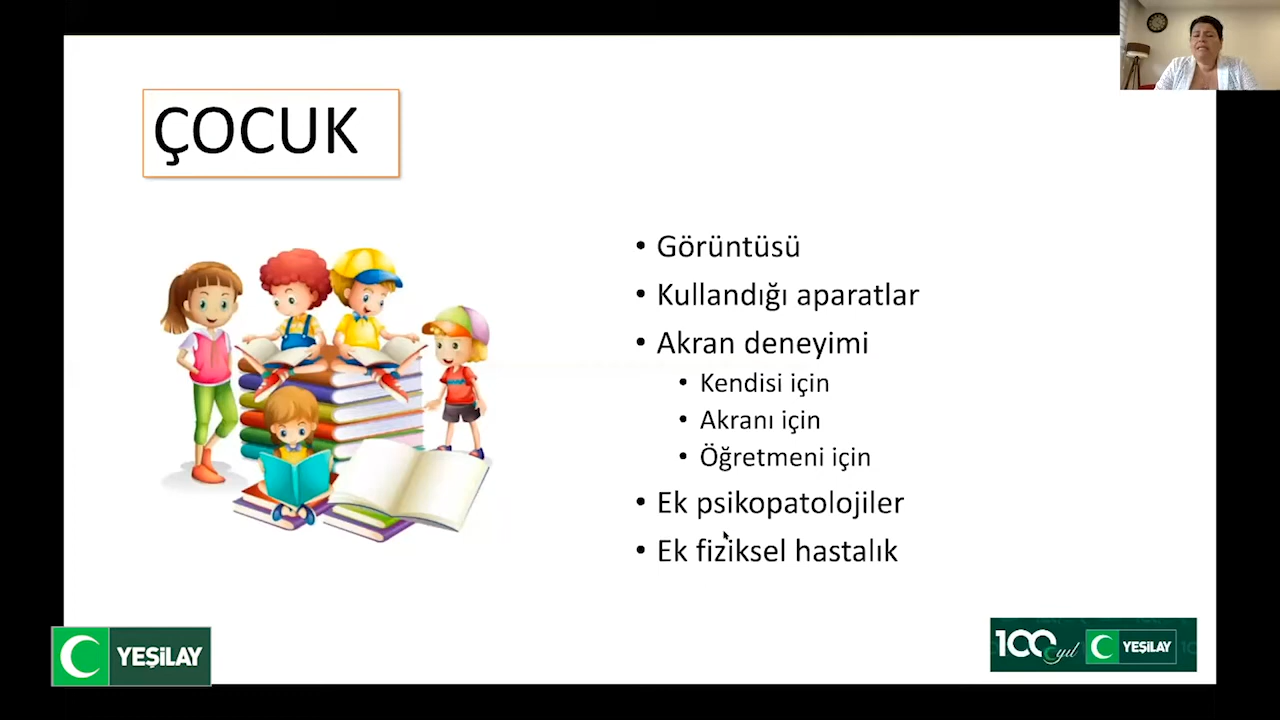 ÇOCUK
• Görüntüsü
• Kullandığı aparatlar
• Akran deneyimi
• Kendisi için
• Akranı için
• Öğretmeni için
• Ek psikopatolojiler
• Ek fiziksel hastalık
YEŞİLAY
100 yıl YEŞİLAY